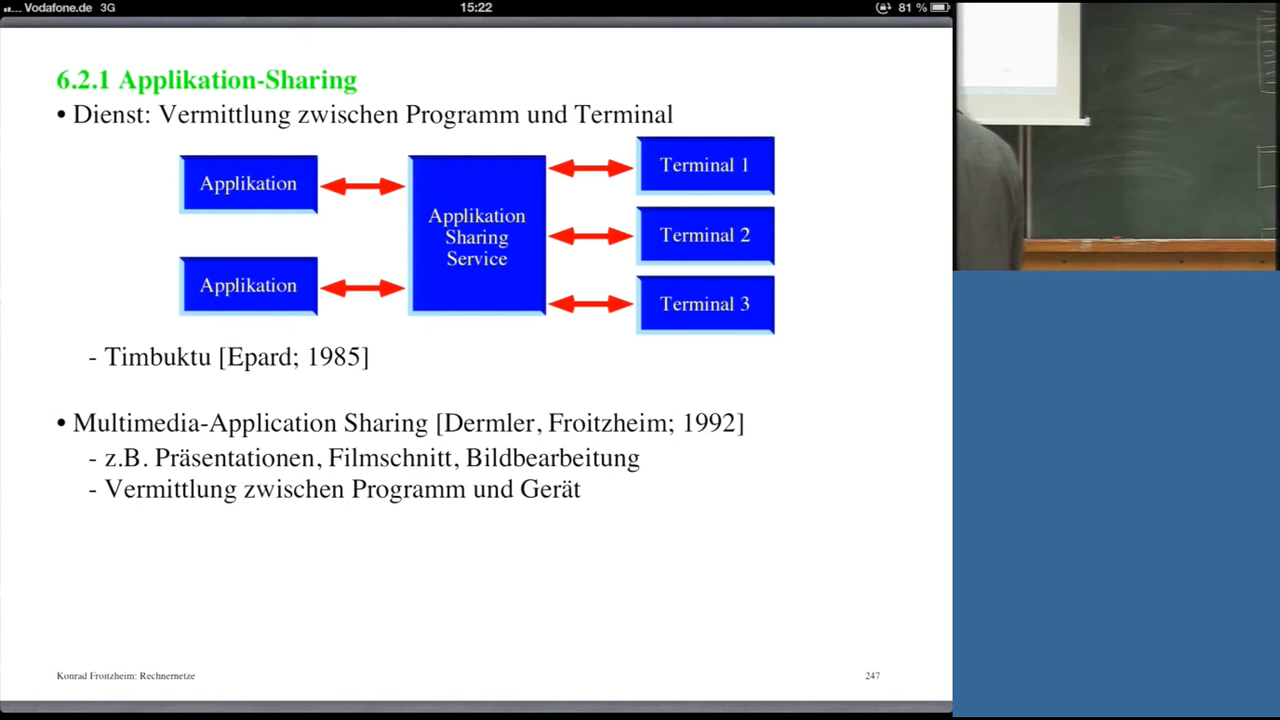 Vodafone.de 3G
15:22
81 %
6.2.1 Applikation-Sharing
• Dienst: Vermittlung zwischen Programm und Terminal
Applikation
Applikation
Applikation
Sharing
Service
Terminal 1
Terminal 2
Terminal 3
- Timbuktu [Epard; 1985]
• Multimedia-Application Sharing [Dermler, Froitzheim; 1992]
- z.B. Präsentationen, Filmschnitt, Bildbearbeitung
- Vermittlung zwischen Programm und Gerät
Konrad Froitzheim: Rechnernetze
247